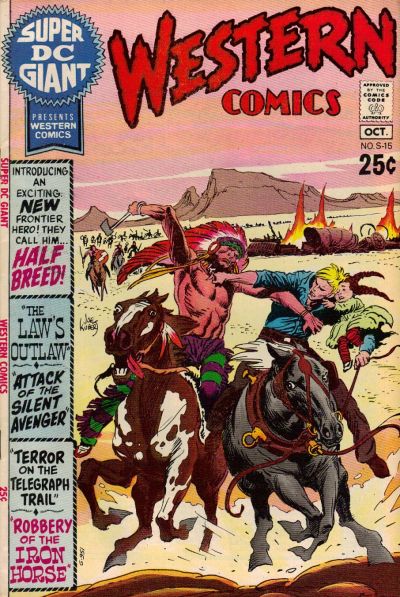 SUPER
DC
GIANT
PRESENTS
WESTERN
COMICS
WESTERN
COMICS
APPROVED
BY THE
COMICS
CODE
AUTHORITY
OCT.
NO. S-15
25¢
INTRODUCING
AN
EXCITING
NEW
FRONTIER
HERO! THEY
CALL HIM...
HALF
BREED!
"THE
LAW'S
OUTLAW"
"ATTACK
OF THE
SILENT
AVENGER"
"TERROR
ON THE
TELEGRAPH
TRAIL"
"ROBBERY
OF THE
IRON
HORSE"
SUPER DC GIANT
WESTERN COMICS
25¢
JOE
KUBERT